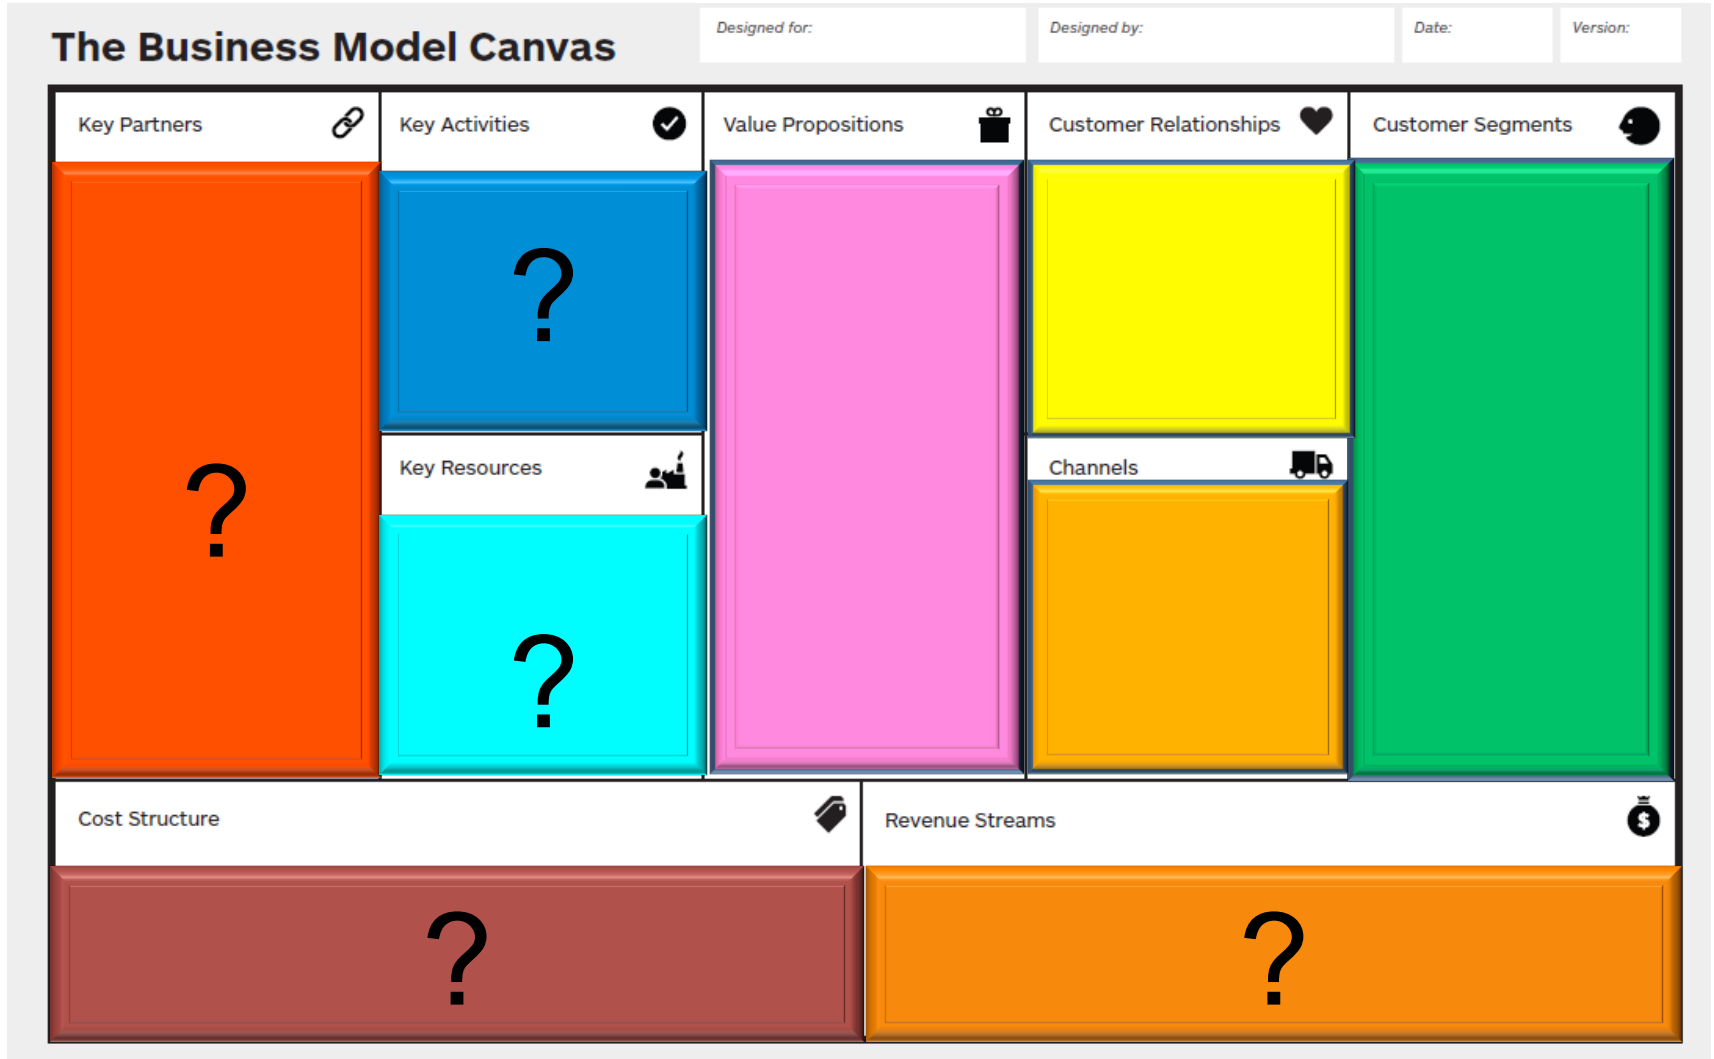 The Business Model Canvas
Designed for:
Designed by:
Date:
Version:
Key Partners
Key Activities
Value Propositions
Customer Relationships
Customer Segments
?
?
Key Resources
Channels
?
Cost Structure
Revenue Streams
$
?
?